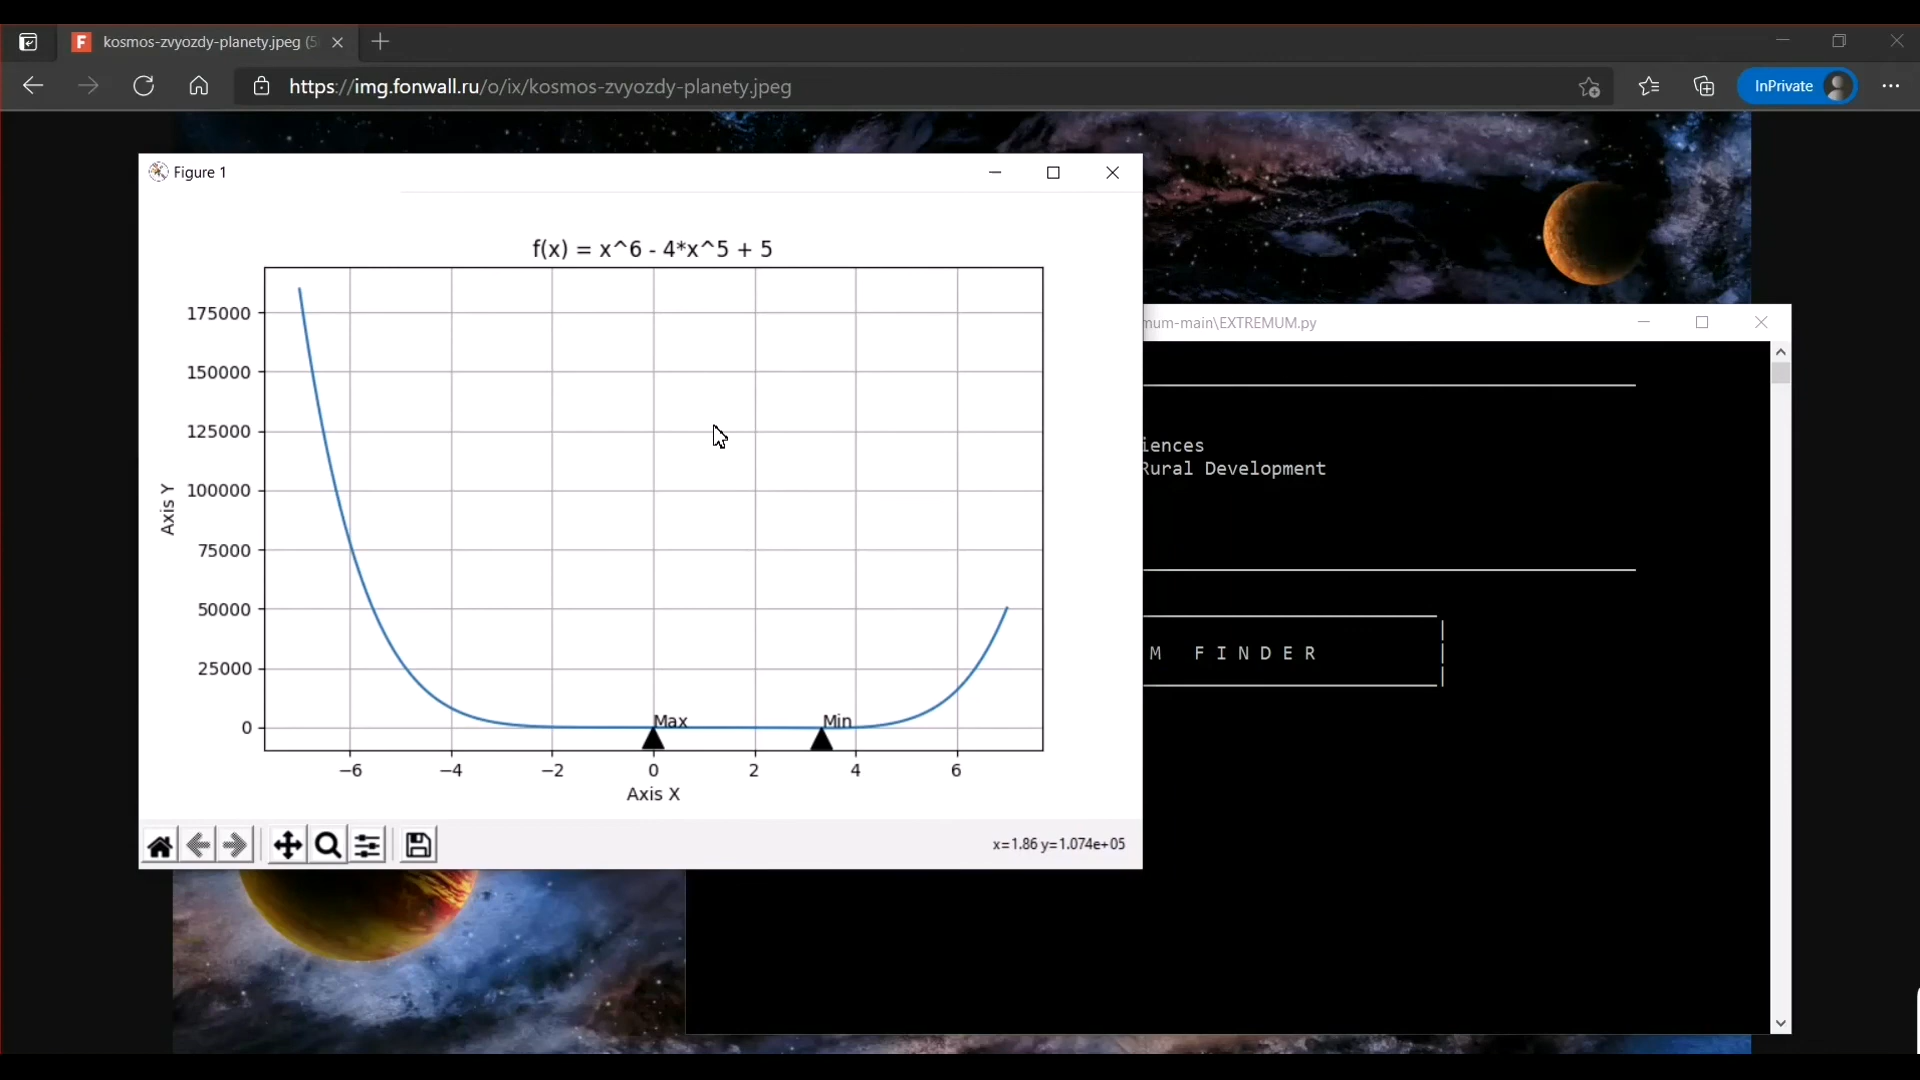 kosmos-zvyozdy-planety.jpeg (5
https://img.fonwall.ru/o/ix/kosmos-zvyozdy-planety.jpeg
InPrivate
Figure 1
f(x) = x^6 - 4*x^5 + 5
175000
150000
125000
100000
75000
50000
25000
0
Axis Y
Max
Min
−6
−4
−2
0
2
4
6
Axis X
x=1.86 y=1.074e+05
mum-main\EXTREMUM.py
iences
Rural Development
M F I N D E R